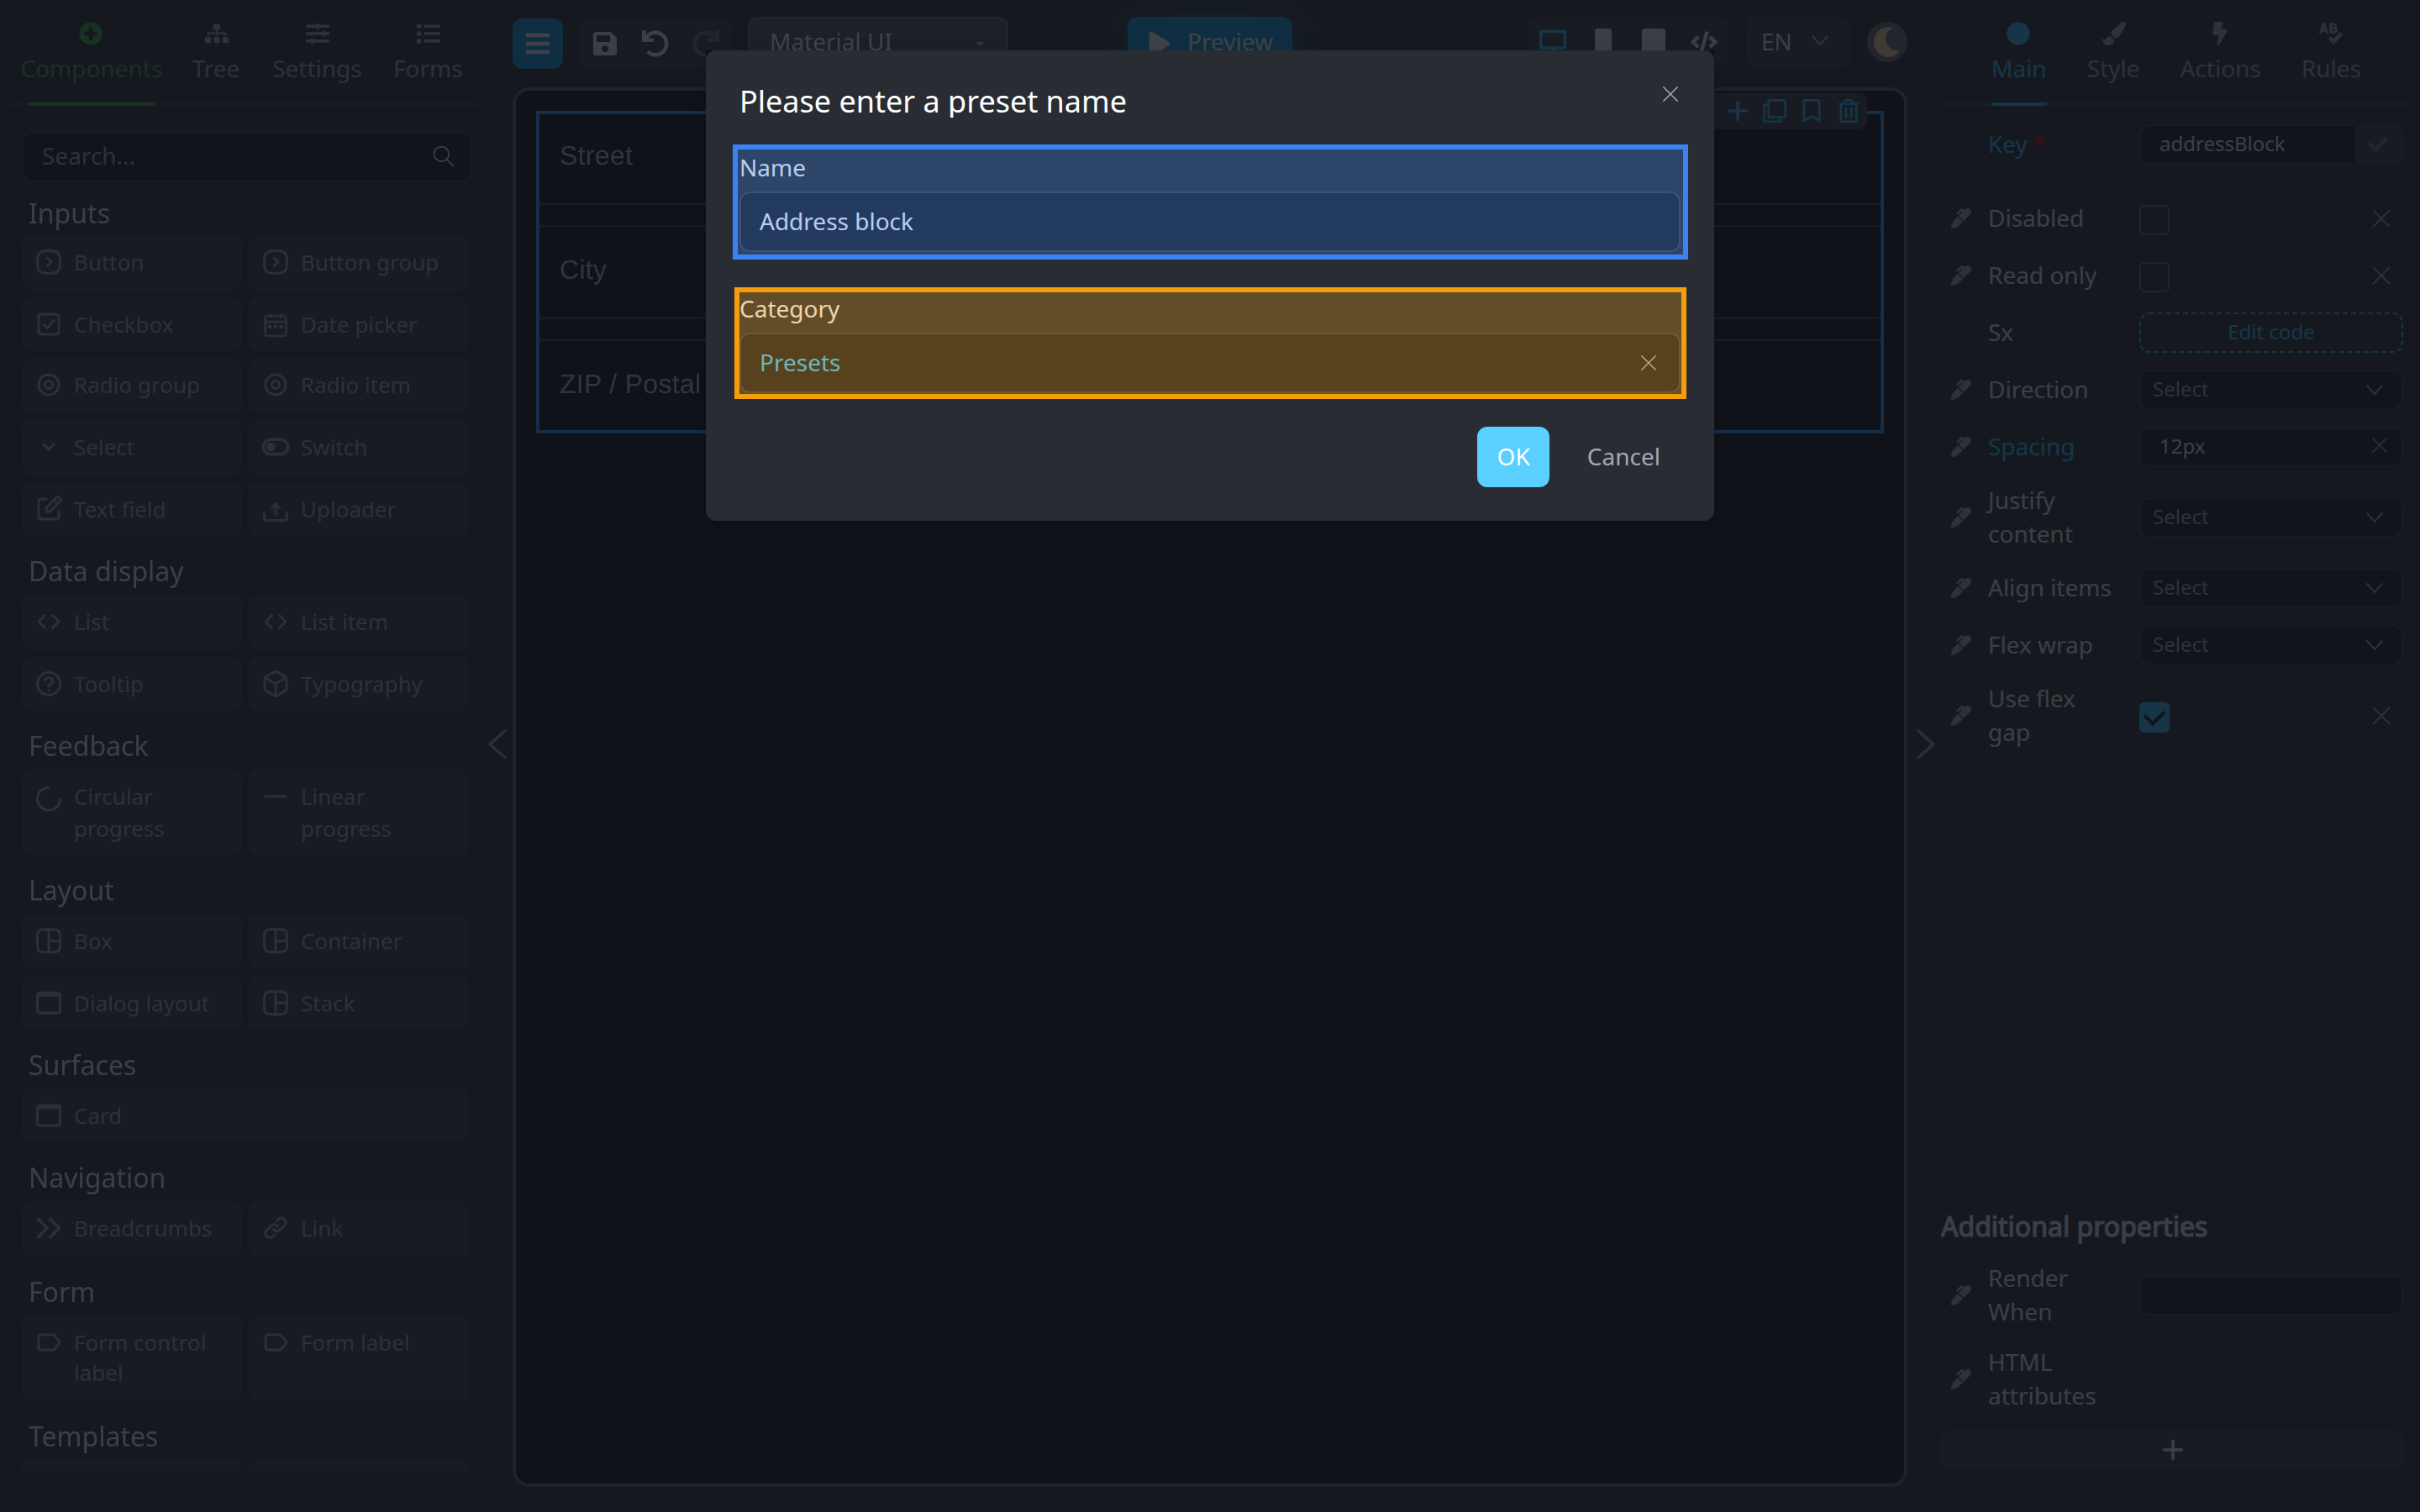 Components Tree Settings Forms
Material UI
Preview
EN
Main Style Actions Rules
Search...
Inputs
Button
Button group
Checkbox
Date picker
Radio group
Radio item
Select
Switch
Text field
Uploader
Data display
List
List item
Tooltip
Typography
Feedback
Circular
progress
Linear
progress
Layout
Box
Container
Dialog layout
Stack
Surfaces
Card
Navigation
Breadcrumbs
Link
Form
Form control
label
Form label
Templates
Street
City
ZIP / Postal
Please enter a preset name
Name
Address block
Category
Presets
OK
Cancel
Key *
addressBlock
Disabled
Read only
Sx
Edit code
Direction
Select
Spacing
12px
Justify
content
Select
Align items
Select
Flex wrap
Select
Use flex
gap
Additional properties
Render
When
HTML
attributes